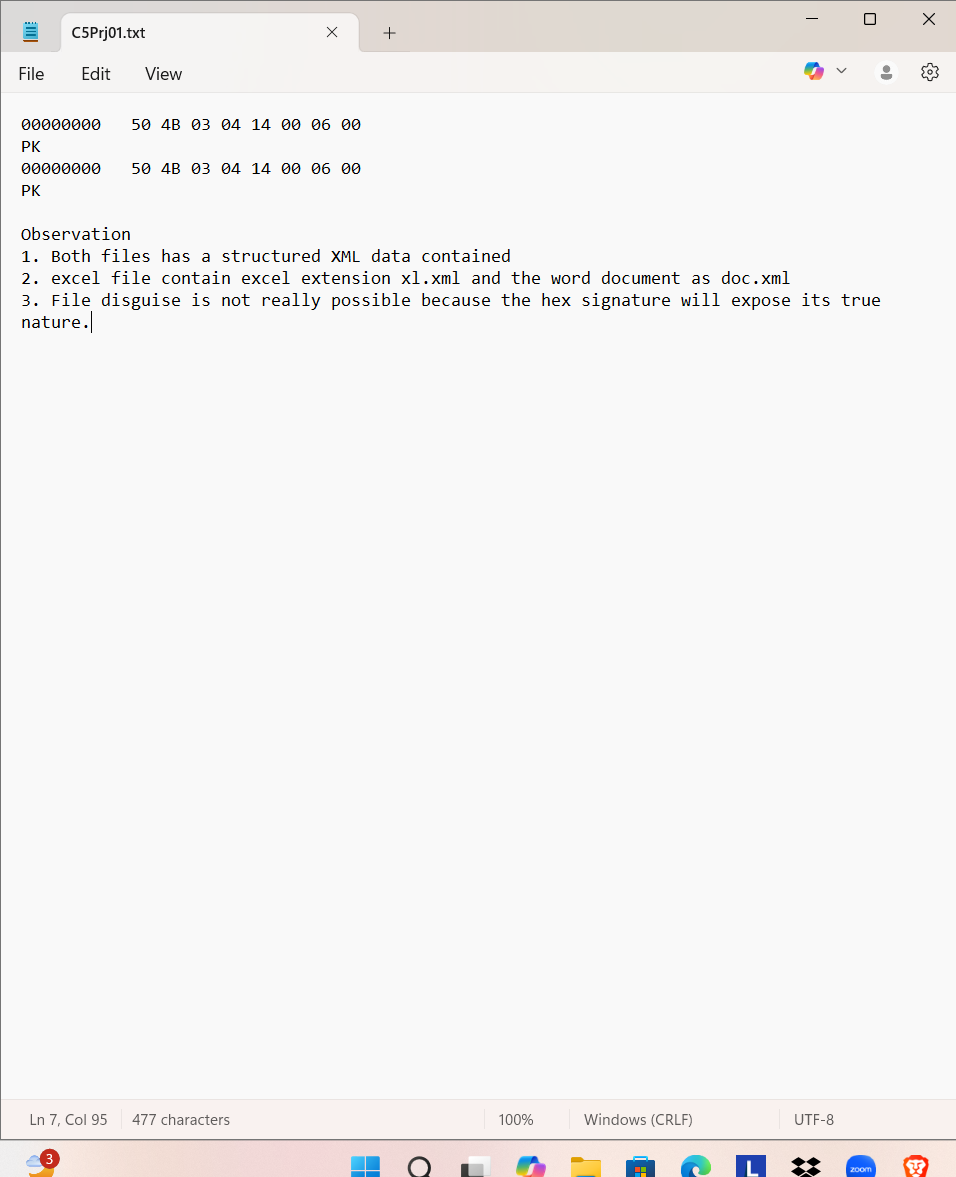 C5Prj01.txt
File Edit View
00000000   50 4B 03 04 14 00 06 00
PK
00000000   50 4B 03 04 14 00 06 00
PK
Observation
1. Both files has a structured XML data contained
2. excel file contain excel extension xl.xml and the word document as doc.xml
3. File disguise is not really possible because the hex signature will expose its true
nature.
Ln 7, Col 95 477 characters 100% Windows (CRLF) UTF-8
3 L zoom